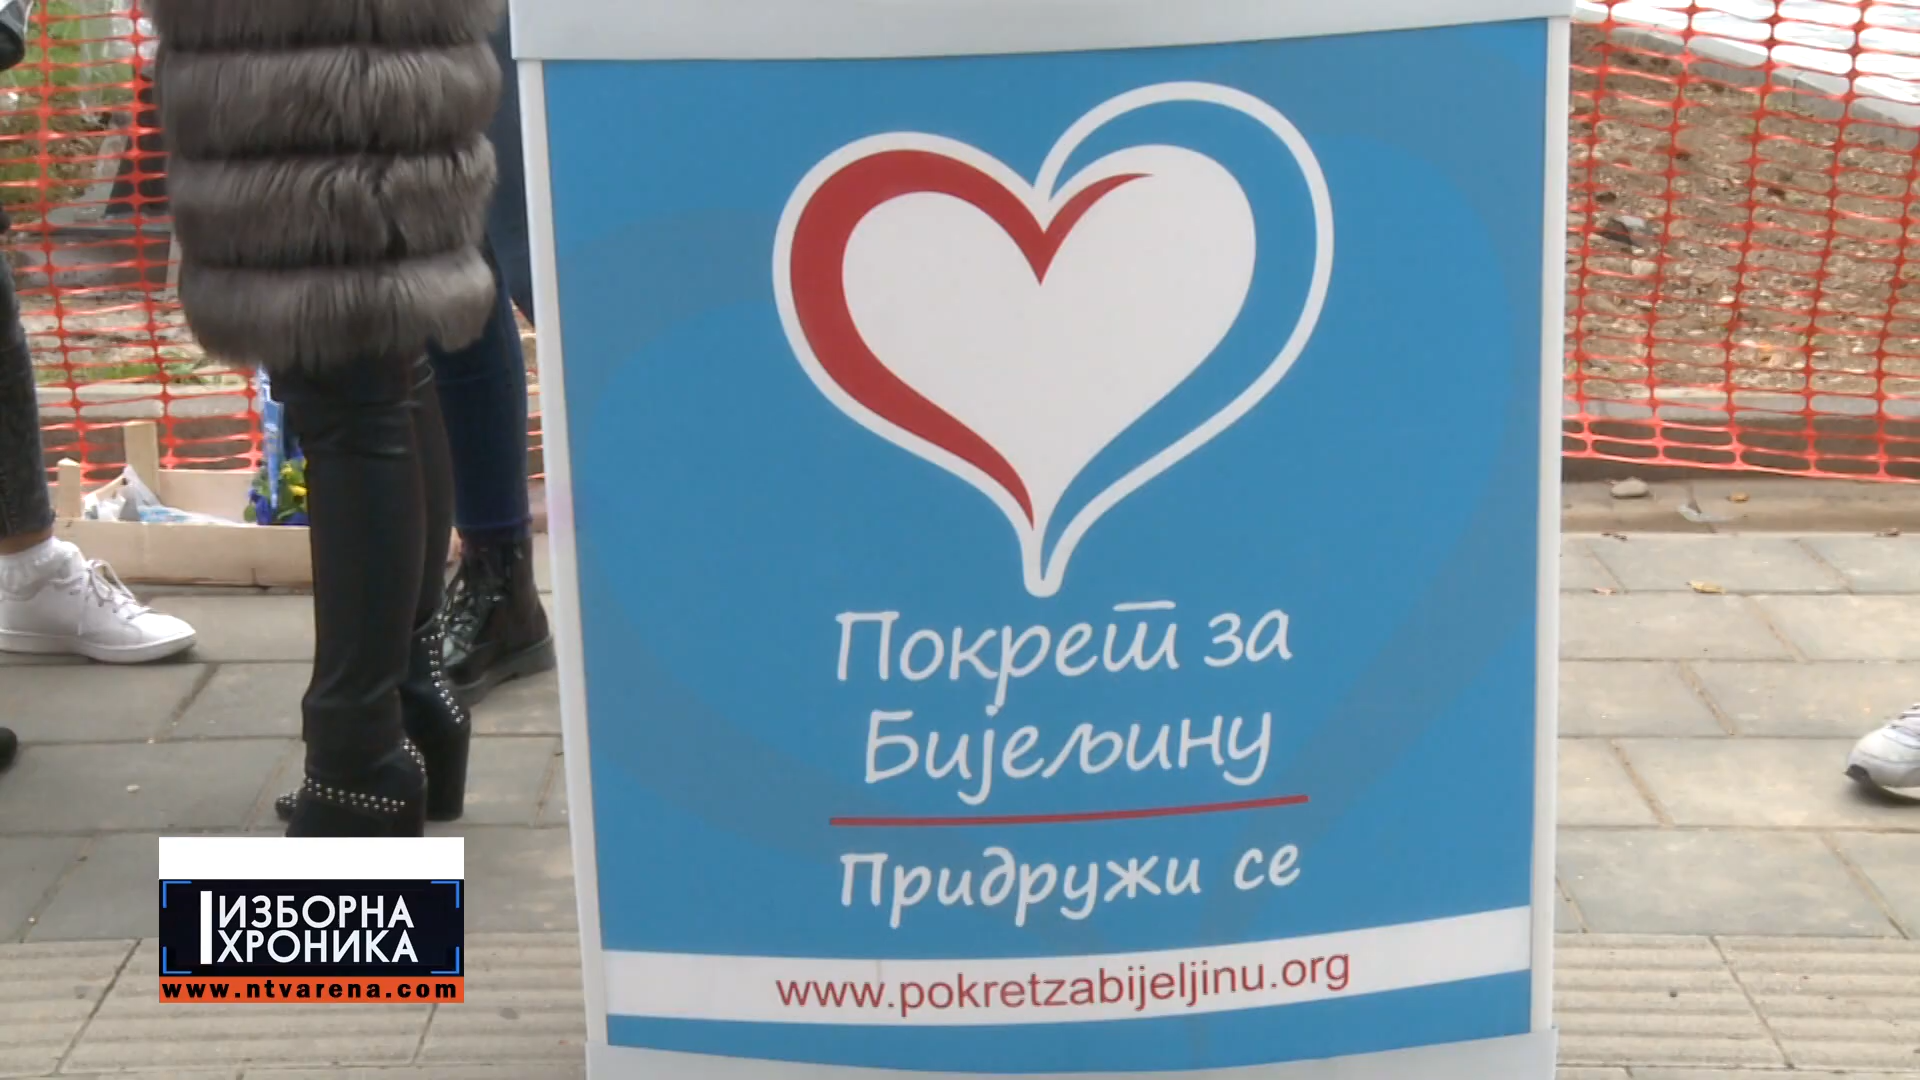 Покрет за
Бијељину
Придружи се
www.pokretzabijeljinu.org
ИЗБОРНА
ХРОНИКА
www.ntvarena.com